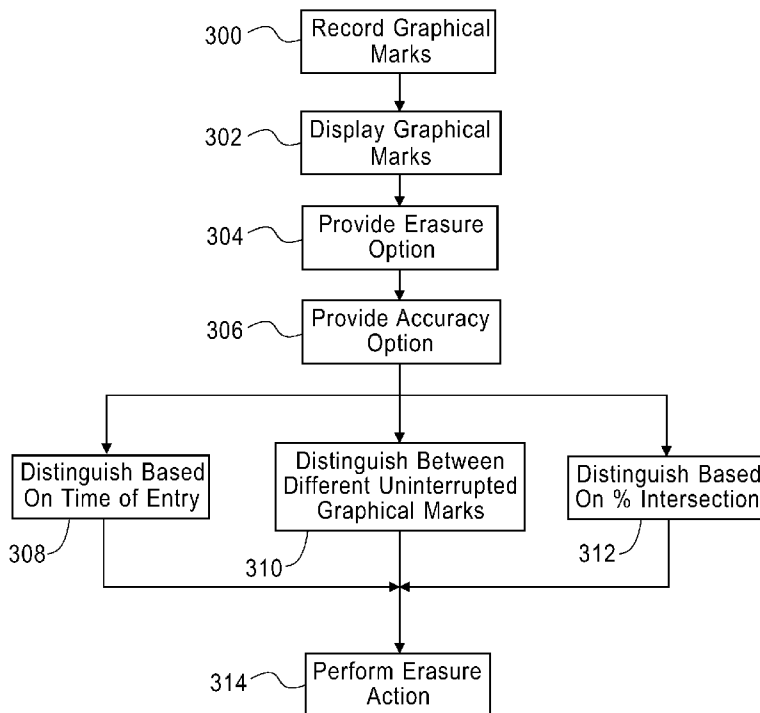 300
Record Graphical
Marks
302
Display Graphical
Marks
304
Provide Erasure
Option
306
Provide Accuracy
Option
Distinguish Based
On Time of Entry
308
Distinguish Between
Different Uninterrupted
Graphical Marks
310
Distinguish Based
On % Intersection
312
314
Perform Erasure
Action